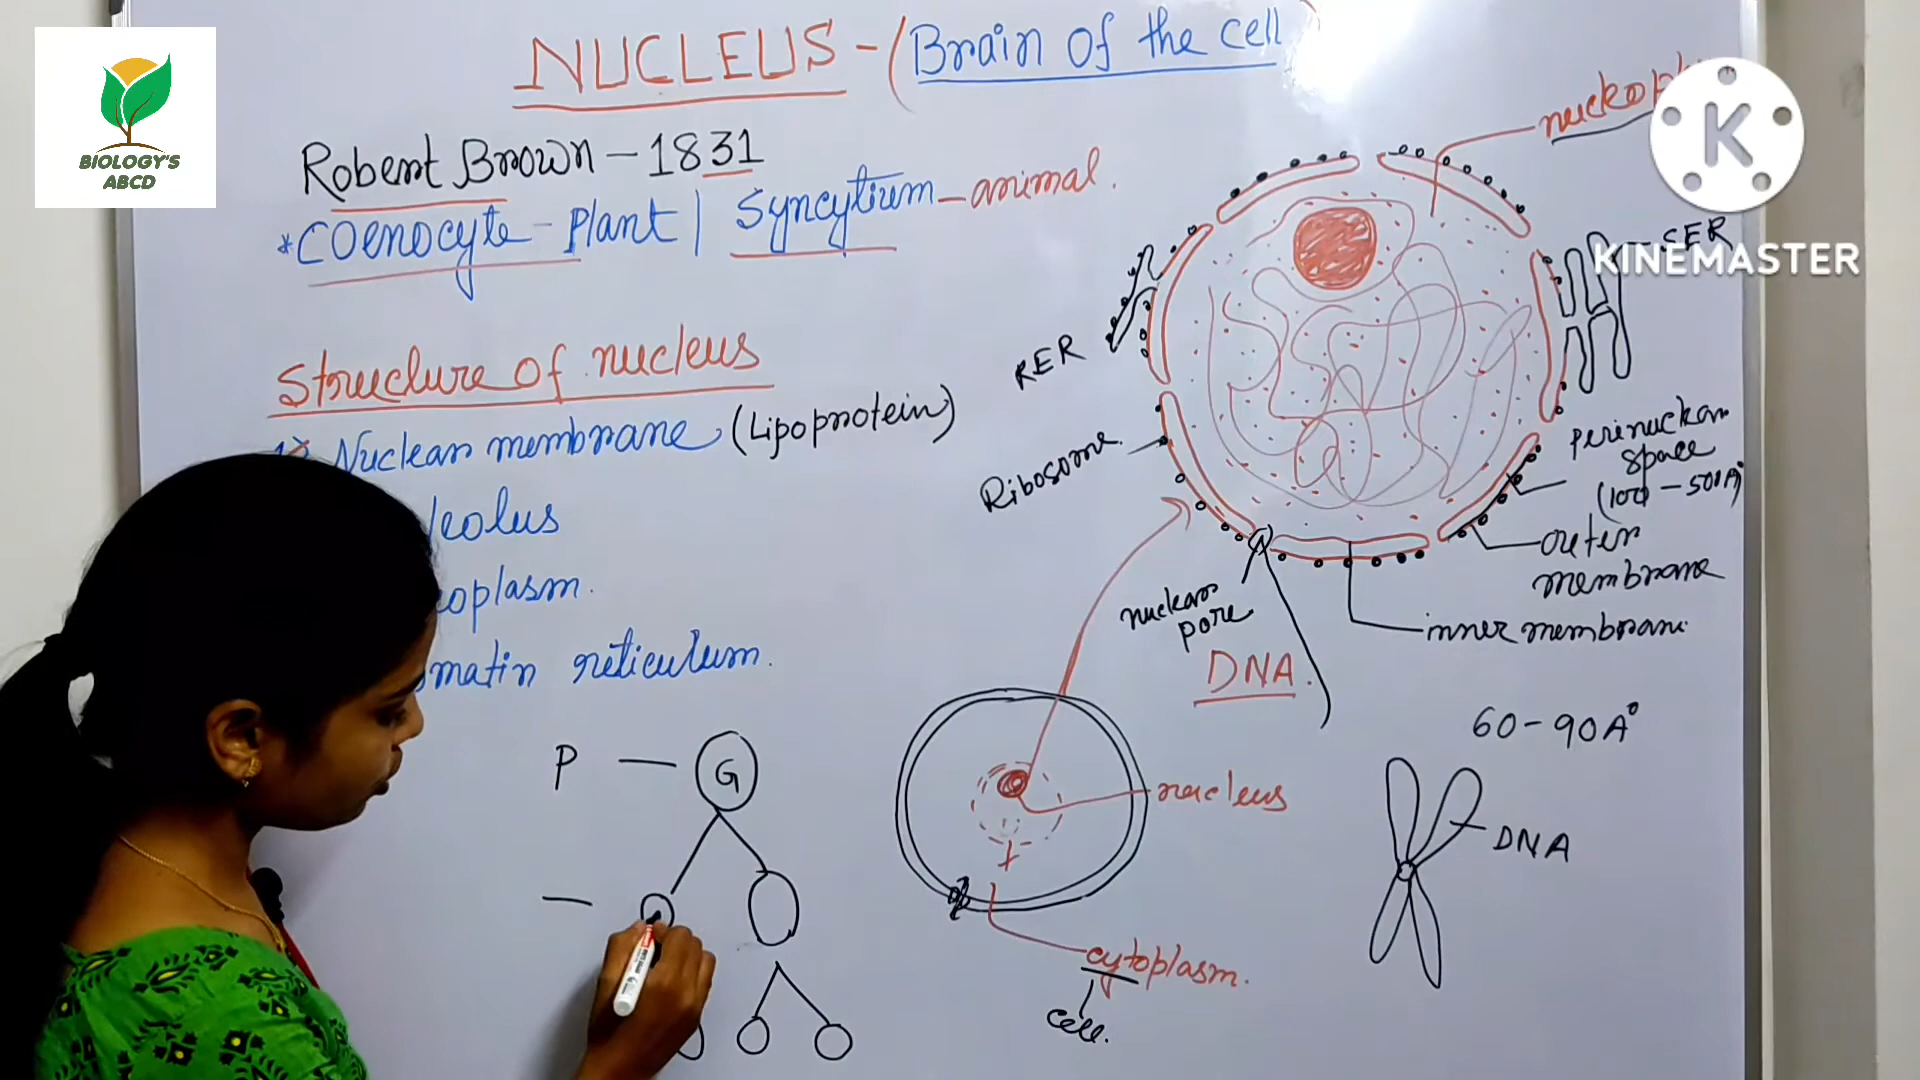 BIOLOGY'S
ABCD
NUCLEUS - (Brain Of the cell)
Robert Brown - 1831
*Coenocyte - Plant | Syncytium - animal.
Structure of nucleus
1) Nuclear membrane (Lipoprotein)
leolus
oplasm.
matin reticulum.
K
KINEMASTER
SER
RER
Ribosome
perinuclear
space
outer
membrane
inner membrane
nuclear
pore
DNA.
60-90A°
P — G
nucleus
DNA
cytoplasm.
cell.